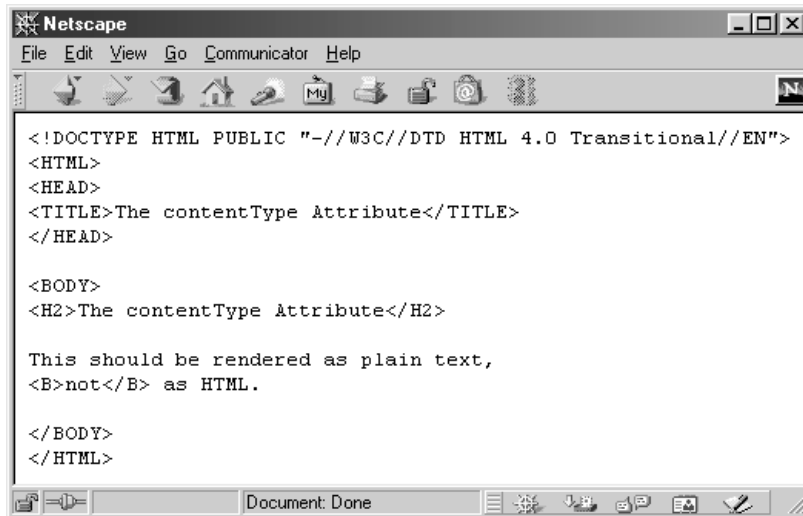 Netscape
File Edit View Go Communicator Help
My N
<!DOCTYPE HTML PUBLIC "-//W3C//DTD HTML 4.0 Transitional//EN">
<HTML>
<HEAD>
<TITLE>The contentType Attribute</TITLE>
</HEAD>
<BODY>
<H2>The contentType Attribute</H2>
This should be rendered as plain text,
<B>not</B> as HTML.
</BODY>
</HTML>
Document: Done